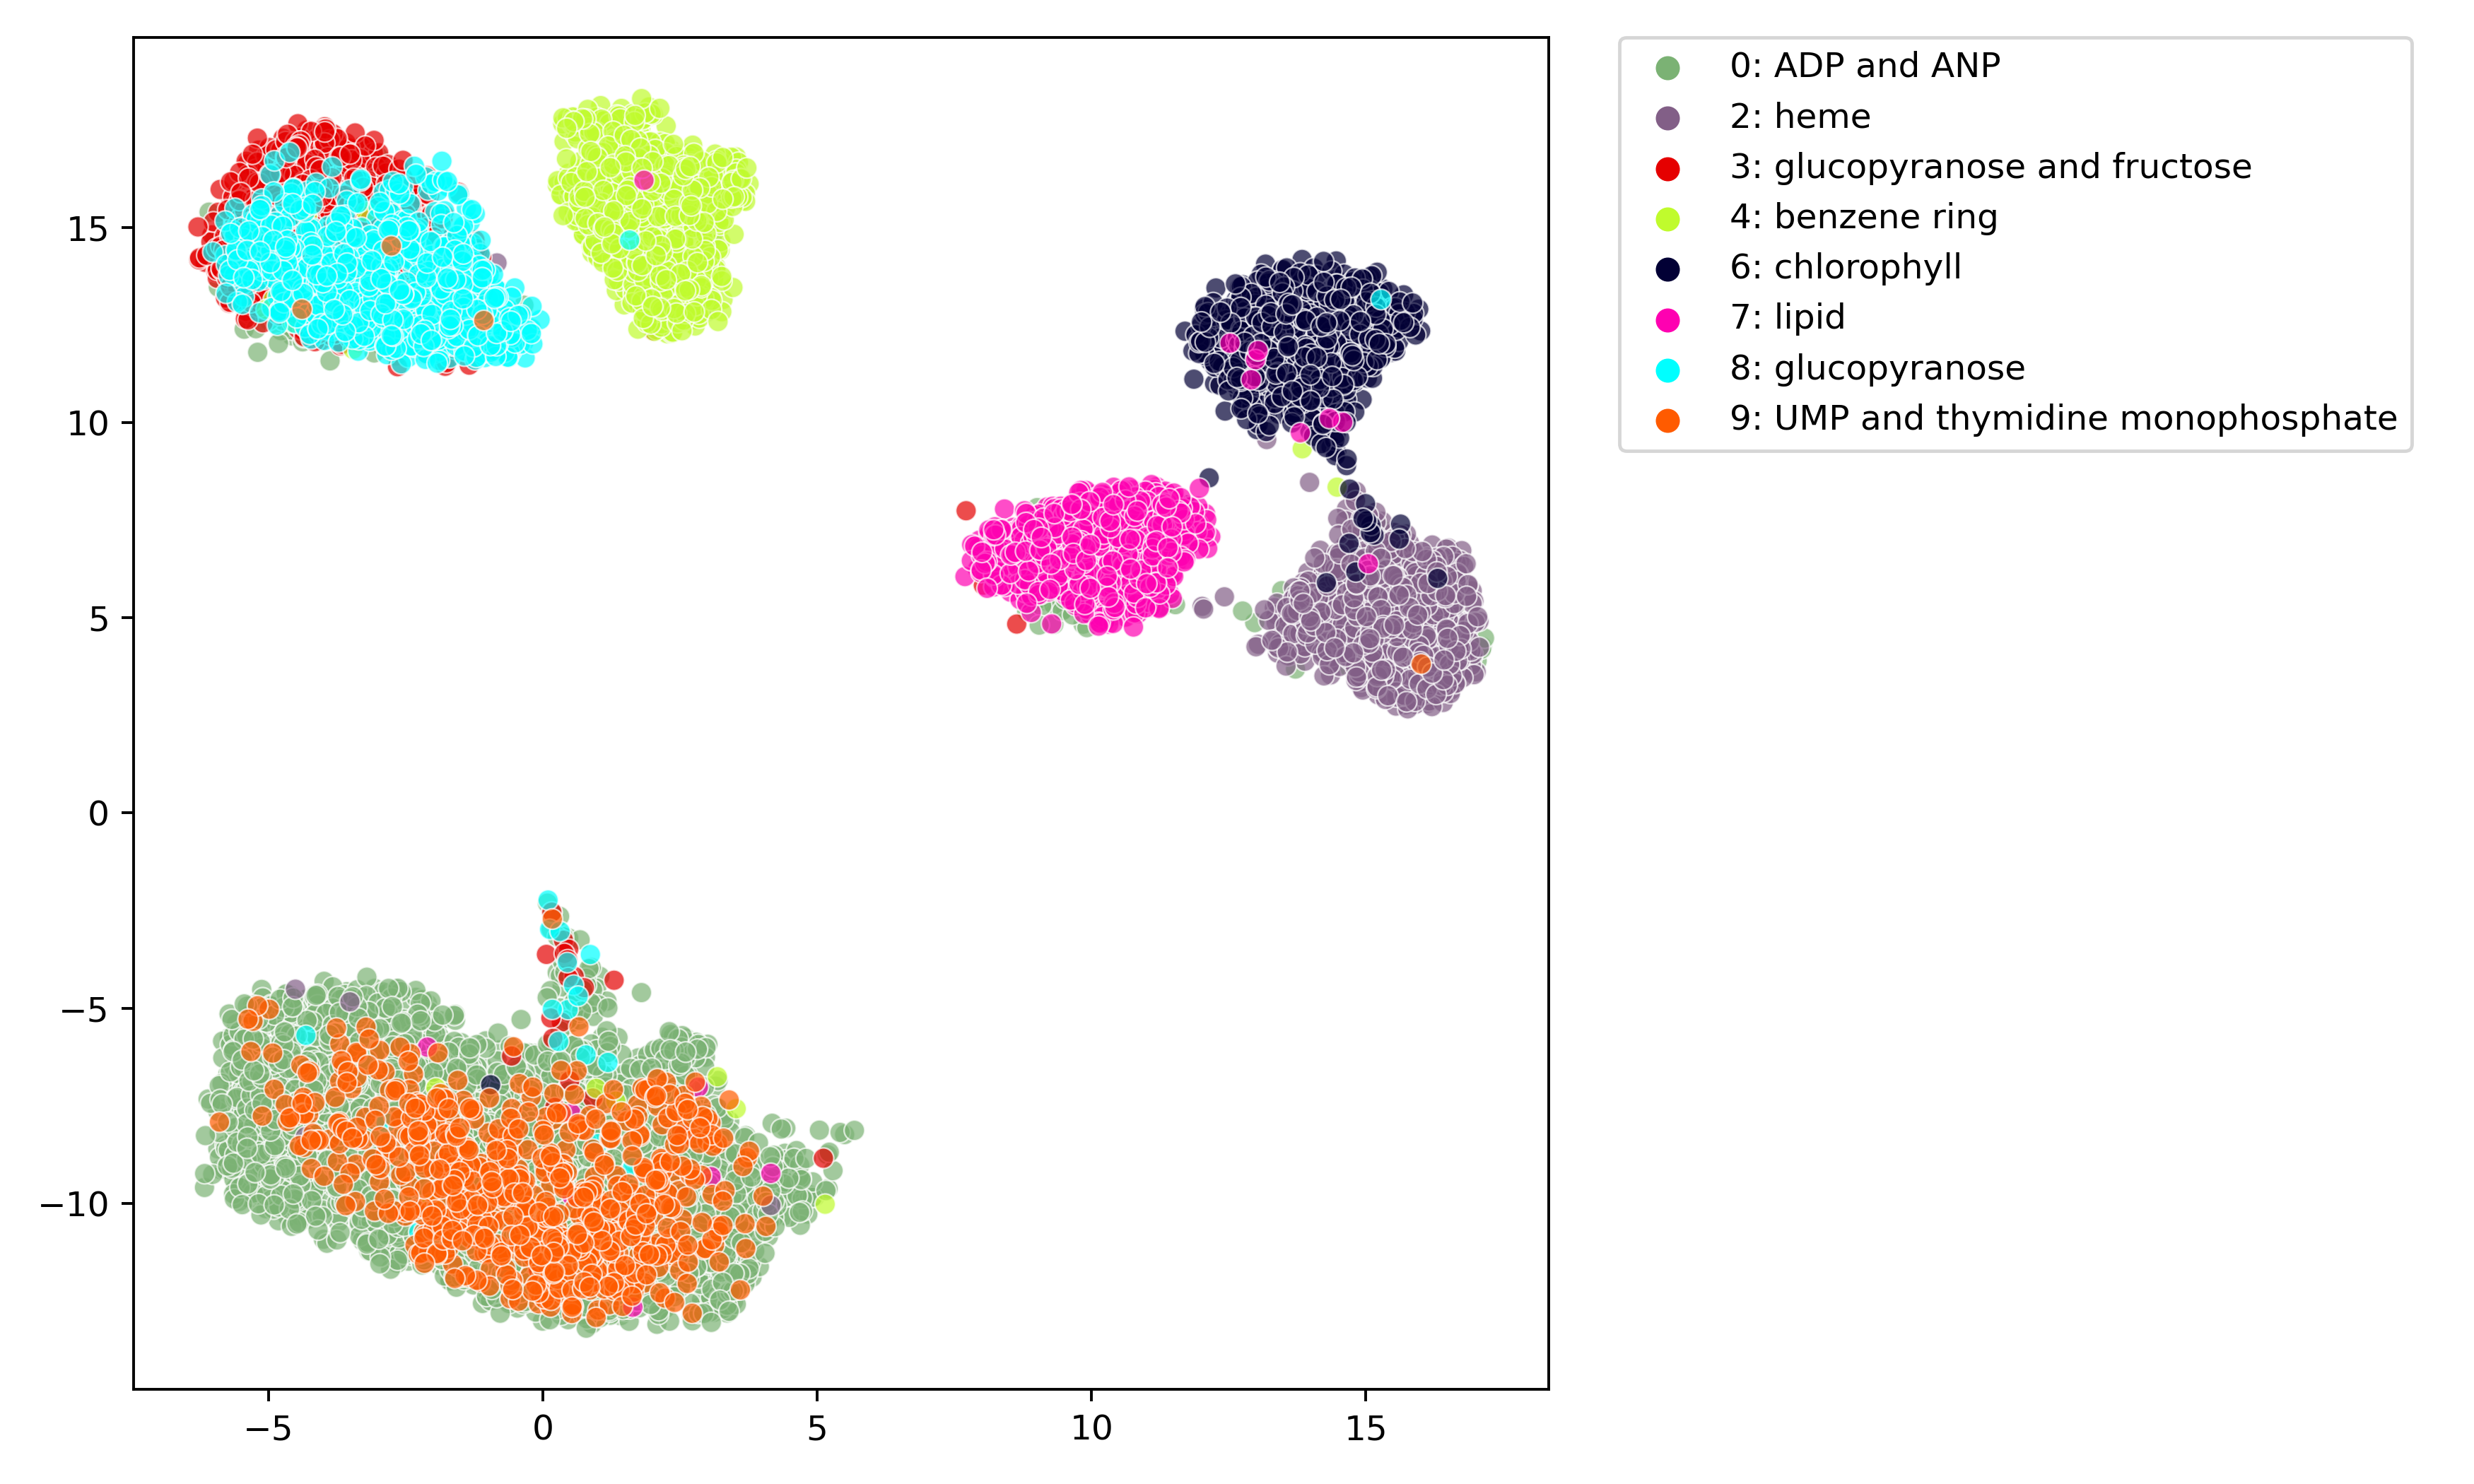 0: ADP and ANP
2: heme
3: glucopyranose and fructose
4: benzene ring
6: chlorophyll
7: lipid
8: glucopyranose
9: UMP and thymidine monophosphate
15
10
5
0
−5
−10
−5 0 5 10 15